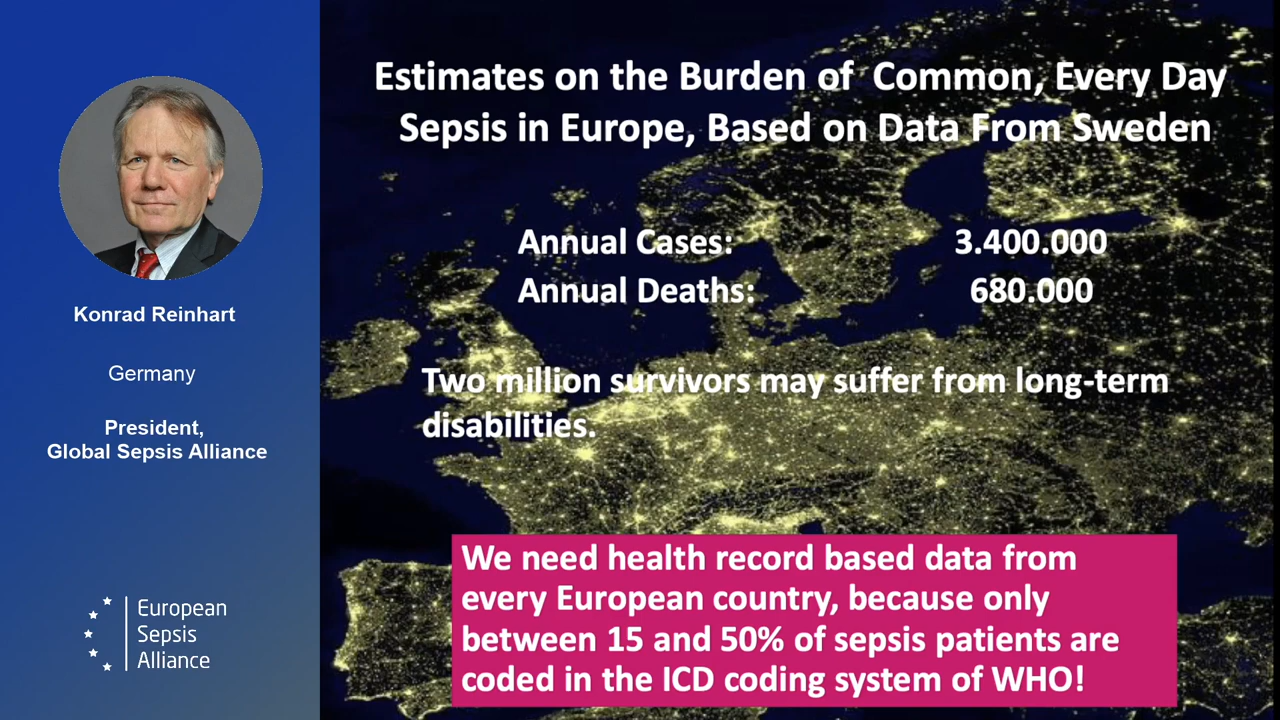 Konrad Reinhart
Germany
President,
Global Sepsis Alliance
European
Sepsis
Alliance
Estimates on the Burden of Common, Every Day
Sepsis in Europe, Based on Data From Sweden
Annual Cases: 3.400.000
Annual Deaths: 680.000
Two million survivors may suffer from long-term
disabilities.
We need health record based data from
every European country, because only
between 15 and 50% of sepsis patients are
coded in the ICD coding system of WHO!